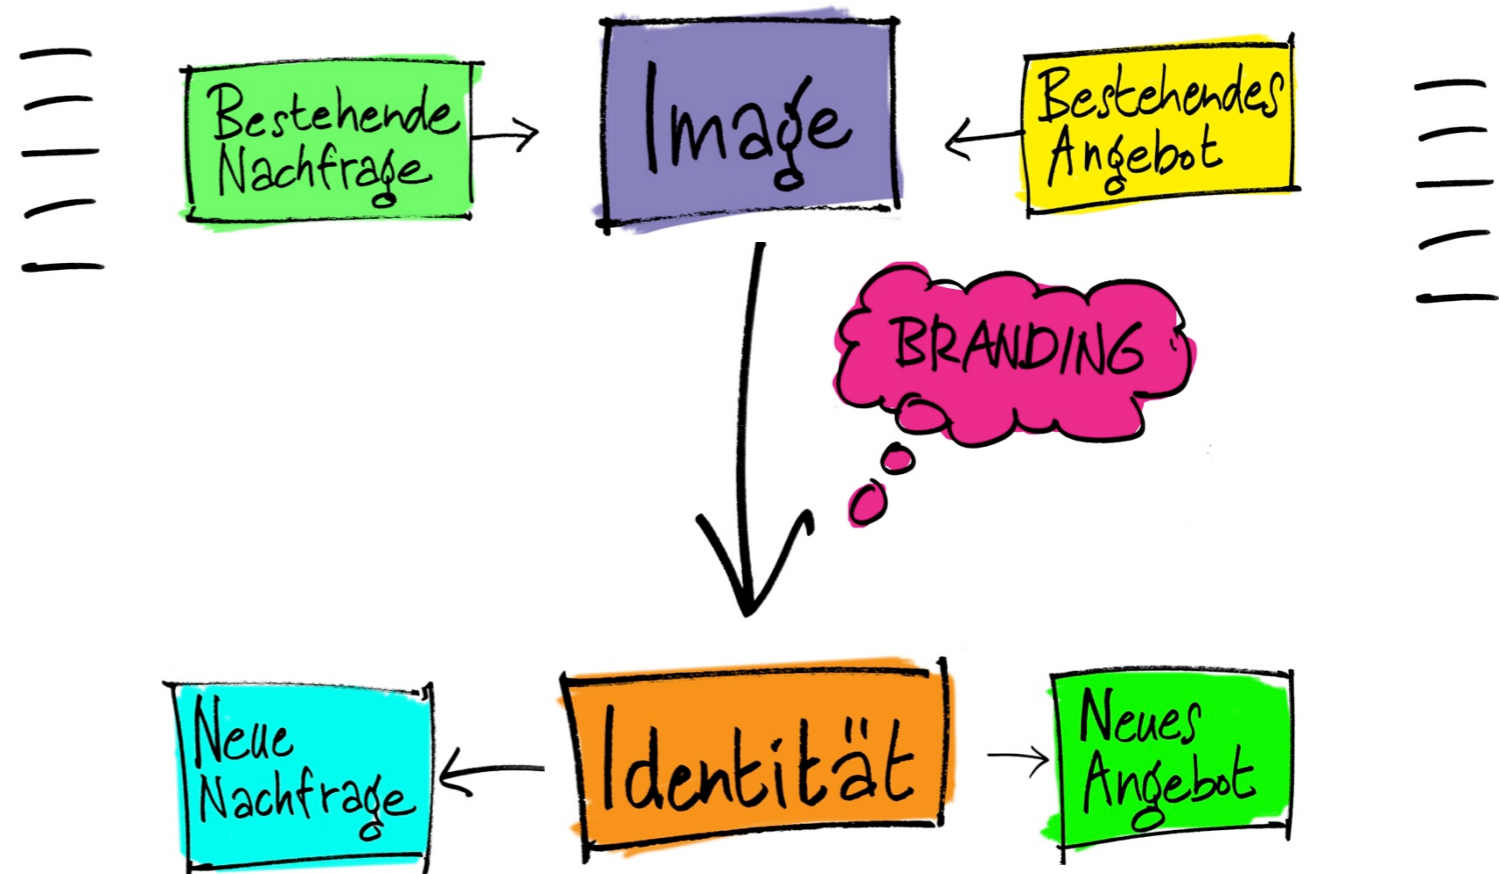 Bestehende
Nachfrage
Image
Bestehendes
Angebot
BRANDING
Neue
Nachfrage
Identität
Neues
Angebot